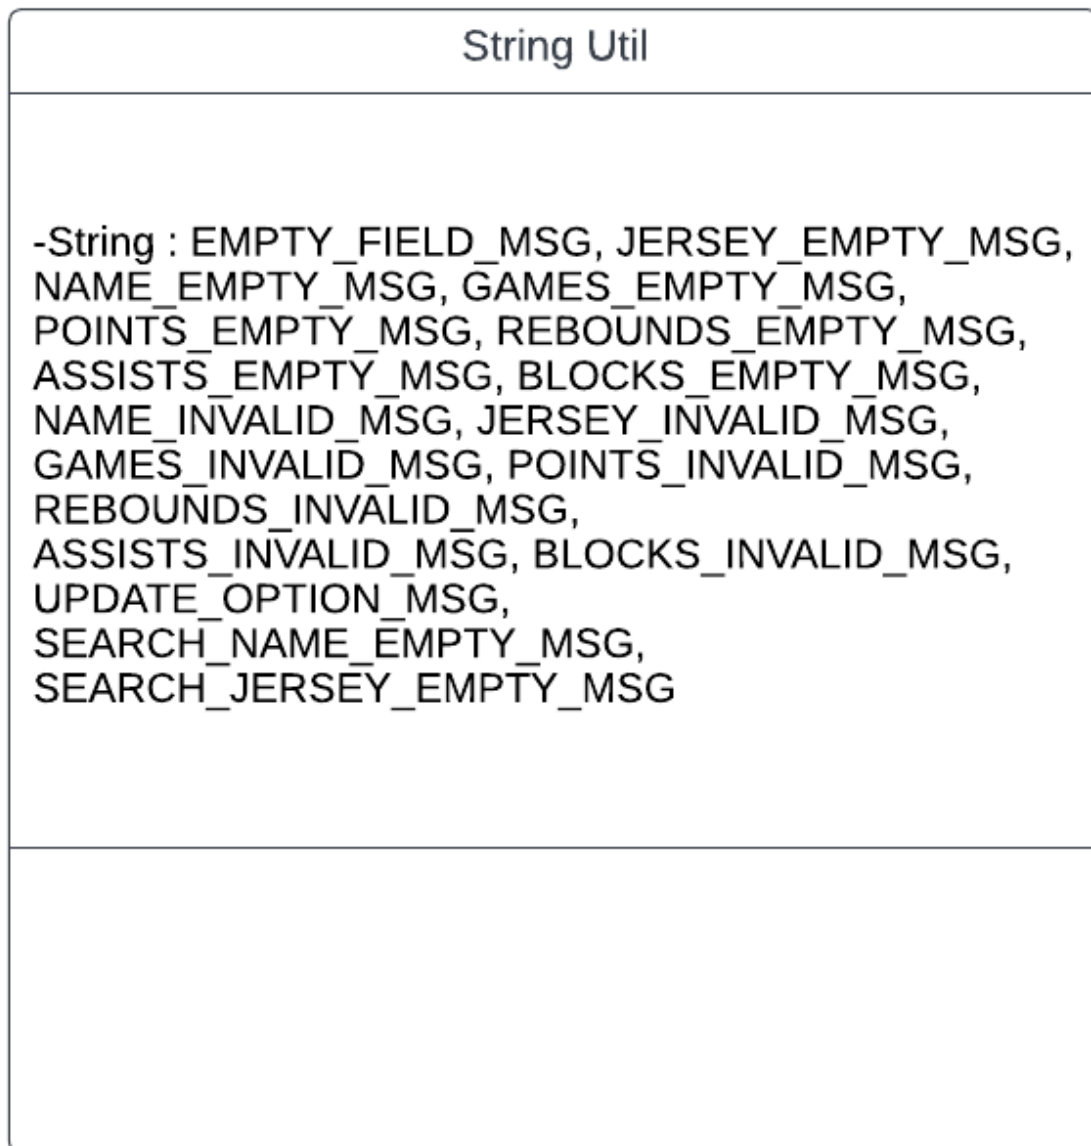 String Util
-String : EMPTY_FIELD_MSG, JERSEY_EMPTY_MSG,
NAME_EMPTY_MSG, GAMES_EMPTY_MSG,
POINTS_EMPTY_MSG, REBOUNDS_EMPTY_MSG,
ASSISTS_EMPTY_MSG, BLOCKS_EMPTY_MSG,
NAME_INVALID_MSG, JERSEY_INVALID_MSG,
GAMES_INVALID_MSG, POINTS_INVALID_MSG,
REBOUNDS_INVALID_MSG,
ASSISTS_INVALID_MSG, BLOCKS_INVALID_MSG,
UPDATE_OPTION_MSG,
SEARCH_NAME_EMPTY_MSG,
SEARCH_JERSEY_EMPTY_MSG